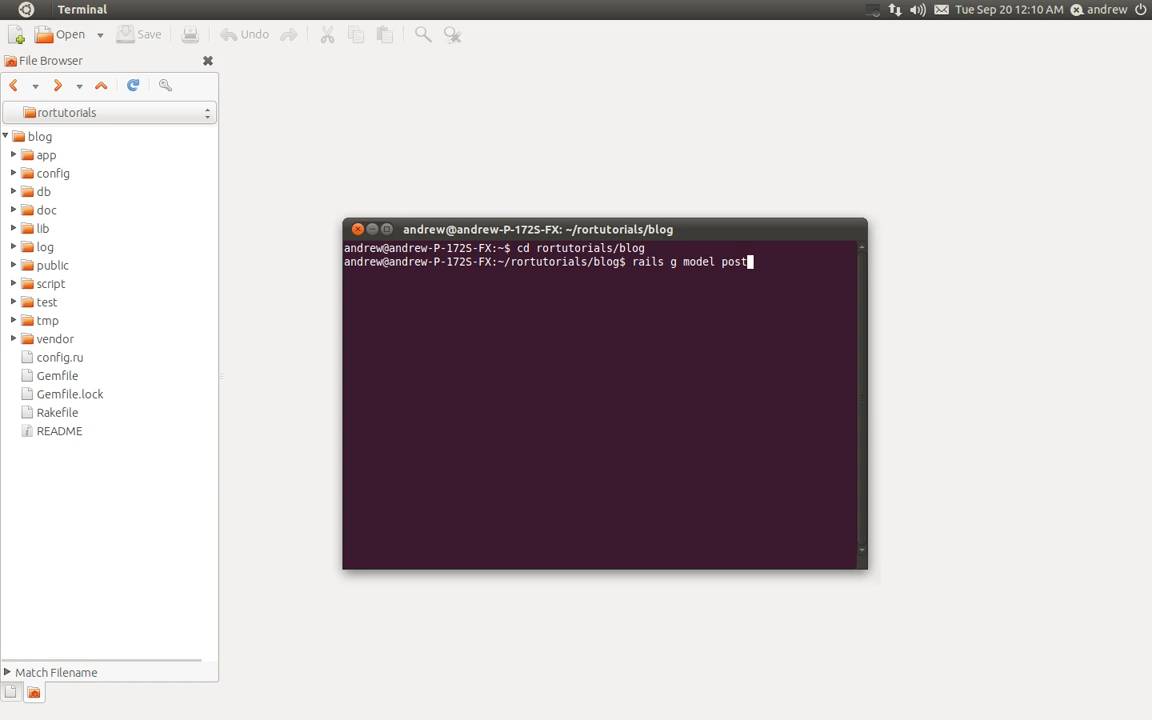 Terminal
Tue Sep 20 12:10 AM andrew
Open Save Undo
File Browser
rortutorials
blog
app
config
db
doc
lib
log
public
script
test
tmp
vendor
config.ru
Gemfile
Gemfile.lock
Rakefile
README
Match Filename
andrew@andrew-P-172S-FX: ~/rortutorials/blog
andrew@andrew-P-172S-FX:~$ cd rortutorials/blog
andrew@andrew-P-172S-FX:~/rortutorials/blog$ rails g model post